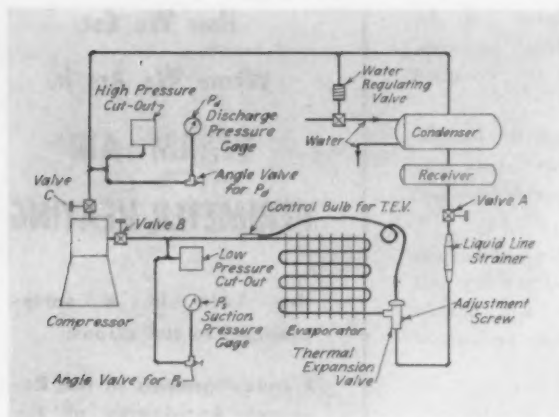 Water
Regulating
Valve
High Pressure
Cut-Out
Pd
Discharge
Pressure
Gage
Water
Condenser
Receiver
Angle Valve
for Pd
Valve
C
Valve B
Control Bulb for T.E.V.
Valve A
Low
Pressure
Cut-Out
Liquid Line
Strainer
Ps
Suction
Pressure
Gage
Compressor
Evaporator
Adjustment
Screw
Thermal
Expansion
Valve
Angle Valve for Ps